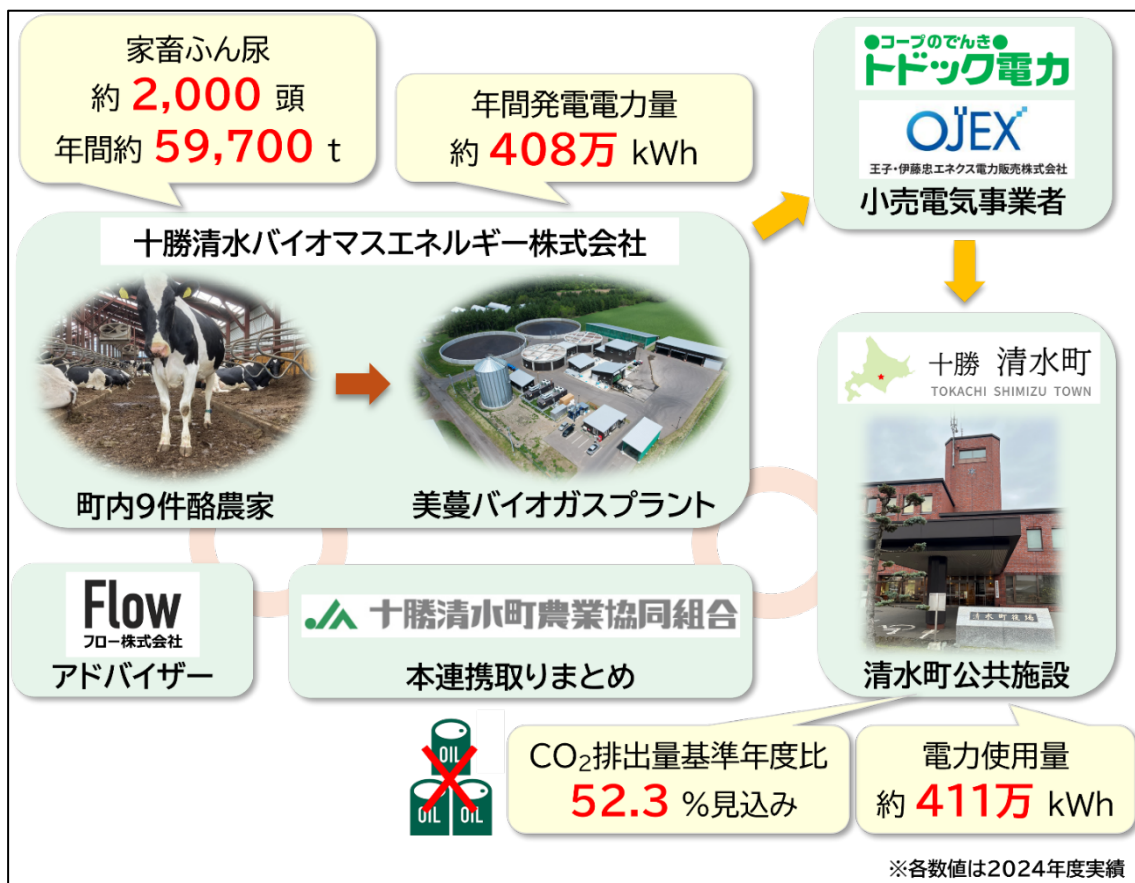 家畜ふん尿
約 2,000 頭
年間約 59,700 t
年間発電電力量
約 408万 kWh
●コープのでんき●
トドック電力
OJEX
王子・伊藤忠エネクス電力販売株式会社
小売電気事業者
十勝清水バイオマスエネルギー株式会社
町内9件酪農家
美蔓バイオガスプラント
十勝 清水町
TOKACHI SHIMIZU TOWN
清水町役場
清水町公共施設
Flow
フロー株式会社
アドバイザー
JA 十勝清水町農業協同組合
本連携取りまとめ
OIL
OIL
OIL
CO₂排出量基準年度比
52.3 %見込み
電力使用量
約 411万 kWh
※各数値は2024年度実績